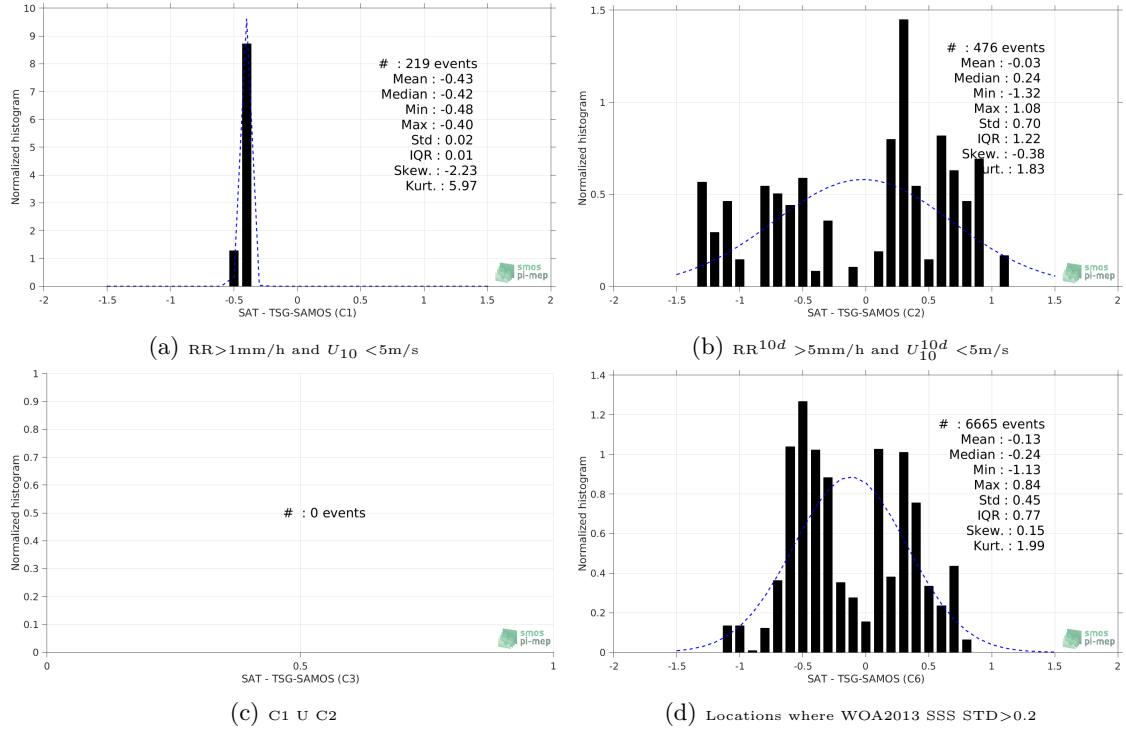 10
9
8
7
6
5
4
3
2
1
0
Normalized histogram
# : 219 events
Mean : -0.43
Median : -0.42
Min : -0.48
Max : -0.40
Std : 0.02
IQR : 0.01
Skew. : -2.23
Kurt. : 5.97
smos
pi-mep
-2 -1.5 -1 -0.5 0 0.5 1 1.5 2
SAT - TSG-SAMOS (C1)
(a) RR>1mm/h and U10 <5m/s
1.5
1
0.5
0
Normalized histogram
# : 476 events
Mean : -0.03
Median : 0.24
Min : -1.32
Max : 1.08
Std : 0.70
IQR : 1.22
Skew. : -0.38
urt. : 1.83
smos
pi-mep
-2 -1.5 -1 -0.5 0 0.5 1 1.5 2
SAT - TSG-SAMOS (C2)
(b) RR10d >5mm/h and U10d10 <5m/s
1
0.9
0.8
0.7
0.6
0.5
0.4
0.3
0.2
0.1
0
Normalized histogram
# : 0 events
smos
pi-mep
0 0.5 1
SAT - TSG-SAMOS (C3)
(c) C1 U C2
1.4
1.2
1
0.8
0.6
0.4
0.2
0
Normalized histogram
# : 6665 events
Mean : -0.13
Median : -0.24
Min : -1.13
Max : 0.84
Std : 0.45
IQR : 0.77
Skew. : 0.15
Kurt. : 1.99
smos
pi-mep
-2 -1.5 -1 -0.5 0 0.5 1 1.5 2
SAT - TSG-SAMOS (C6)
(d) Locations where WOA2013 SSS STD>0.2